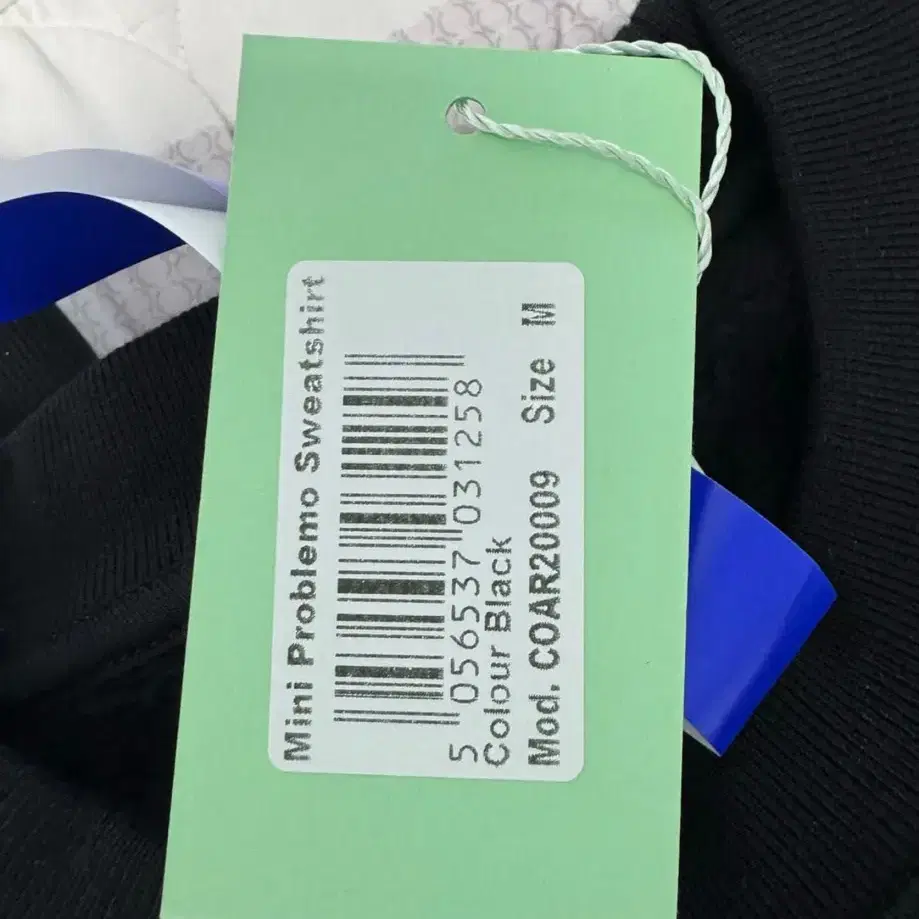 Mini Problemo Sweatshirt
5 056537 031258
Colour Black
Mod. COAR20009 Size M